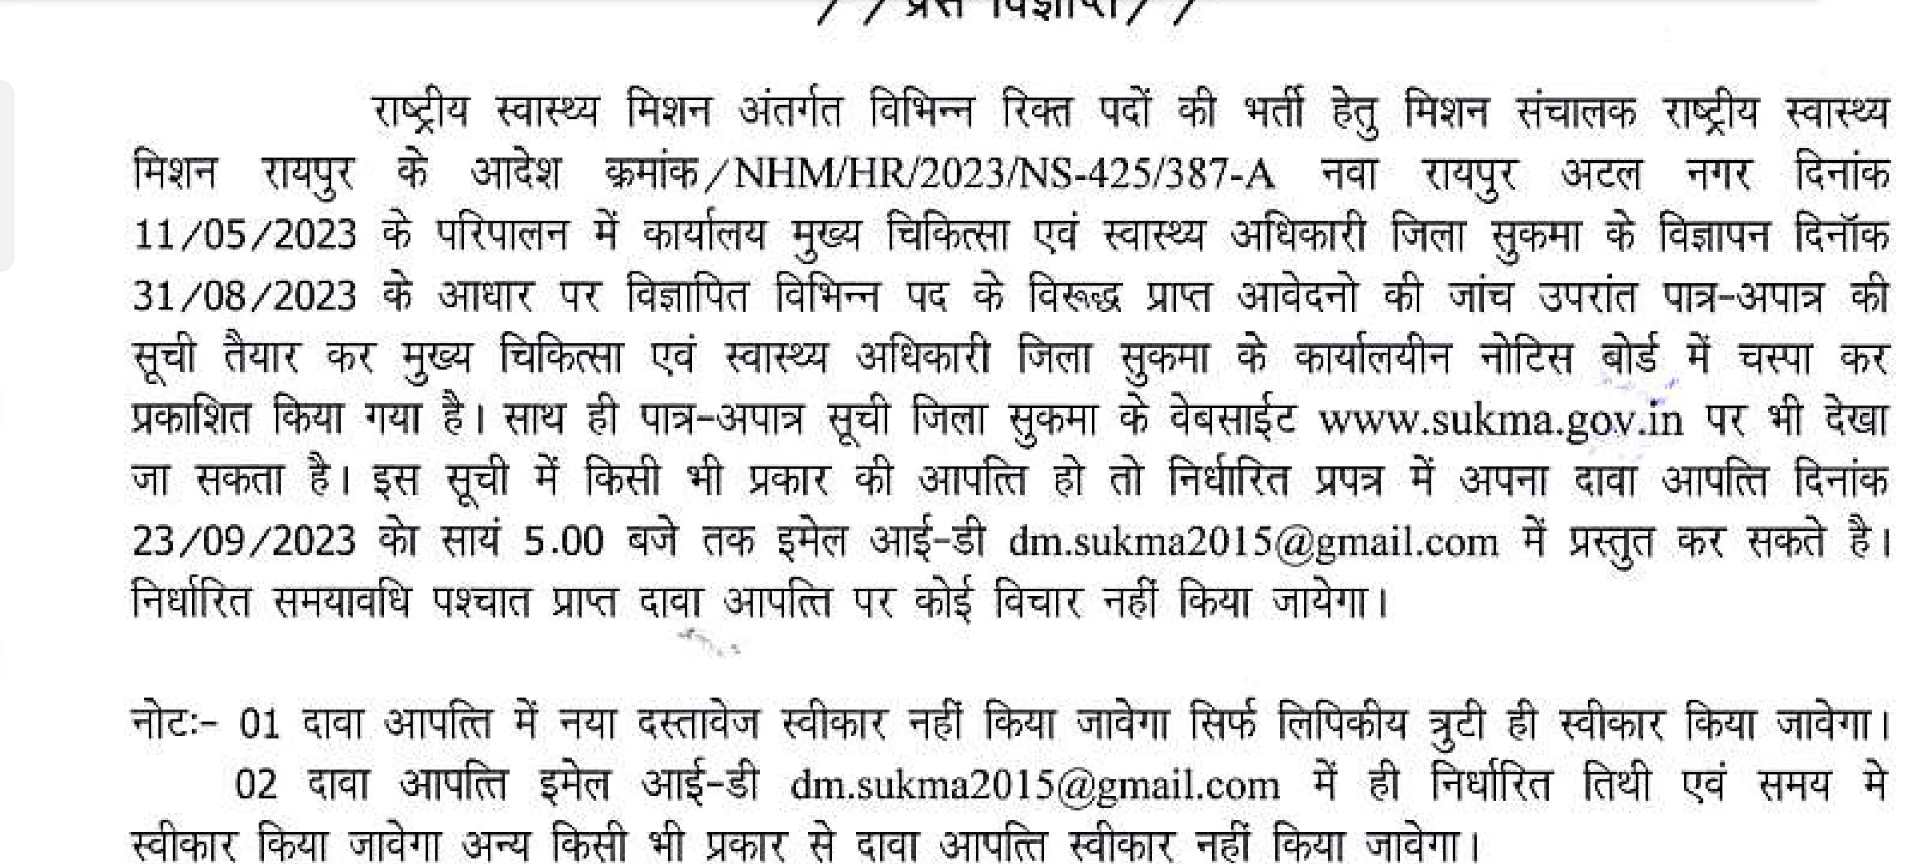 //प्रेस विज्ञप्ति//
राष्ट्रीय स्वास्थ्य मिशन अंतर्गत विभिन्न रिक्त पदों की भर्ती हेतु मिशन संचालक राष्ट्रीय स्वास्थ्य
मिशन रायपुर के आदेश क्रमांक/NHM/HR/2023/NS-425/387-A नवा रायपुर अटल नगर दिनांक
11/05/2023 के परिपालन में कार्यालय मुख्य चिकित्सा एवं स्वास्थ्य अधिकारी जिला सुकमा के विज्ञापन दिनॉक
31/08/2023 के आधार पर विज्ञापित विभिन्न पद के विरूद्ध प्राप्त आवेदनो की जांच उपरांत पात्र-अपात्र की
सूची तैयार कर मुख्य चिकित्सा एवं स्वास्थ्य अधिकारी जिला सुकमा के कार्यालयीन नोटिस बोर्ड में चस्पा कर
प्रकाशित किया गया है। साथ ही पात्र-अपात्र सूची जिला सुकमा के वेबसाईट www.sukma.gov.in पर भी देखा
जा सकता है। इस सूची में किसी भी प्रकार की आपत्ति हो तो निर्धारित प्रपत्र में अपना दावा आपत्ति दिनांक
23/09/2023 केा सायं 5.00 बजे तक इमेल आई-डी dm.sukma2015@gmail.com में प्रस्तुत कर सकते है।
निर्धारित समयावधि पश्चात प्राप्त दावा आपत्ति पर कोई विचार नहीं किया जायेगा।
नोटः- 01 दावा आपत्ति में नया दस्तावेज स्वीकार नहीं किया जावेगा सिर्फ लिपिकीय त्रुटी ही स्वीकार किया जावेगा।
02 दावा आपत्ति इमेल आई-डी dm.sukma2015@gmail.com में ही निर्धारित तिथी एवं समय मे
स्वीकार किया जावेगा अन्य किसी भी प्रकार से दावा आपत्ति स्वीकार नहीं किया जावेगा।